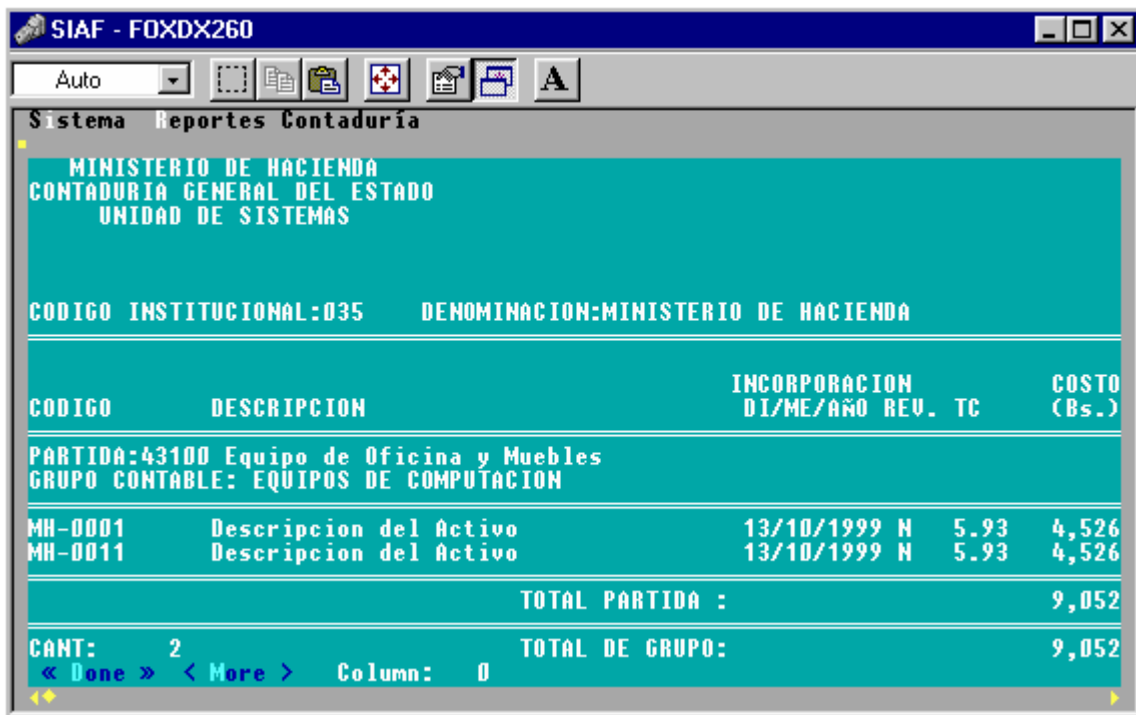 SIAF - FOXDX260
Auto A
Sistema Reportes Contaduría
MINISTERIO DE HACIENDA
CONTADURIA GENERAL DEL ESTADO
UNIDAD DE SISTEMAS
CODIGO INSTITUCIONAL:035 DENOMINACION:MINISTERIO DE HACIENDA
INCORPORACION COSTO
CODIGO DESCRIPCION DI/ME/AÑO REV. TC (Bs.)
PARTIDA:43100 Equipo de Oficina y Muebles
GRUPO CONTABLE: EQUIPOS DE COMPUTACION
MH-0001 Descripcion del Activo 13/10/1999 N 5.93 4,526
MH-0011 Descripcion del Activo 13/10/1999 N 5.93 4,526
TOTAL PARTIDA : 9,052
CANT: 2 TOTAL DE GRUPO: 9,052
« Done » < More > Column: 0